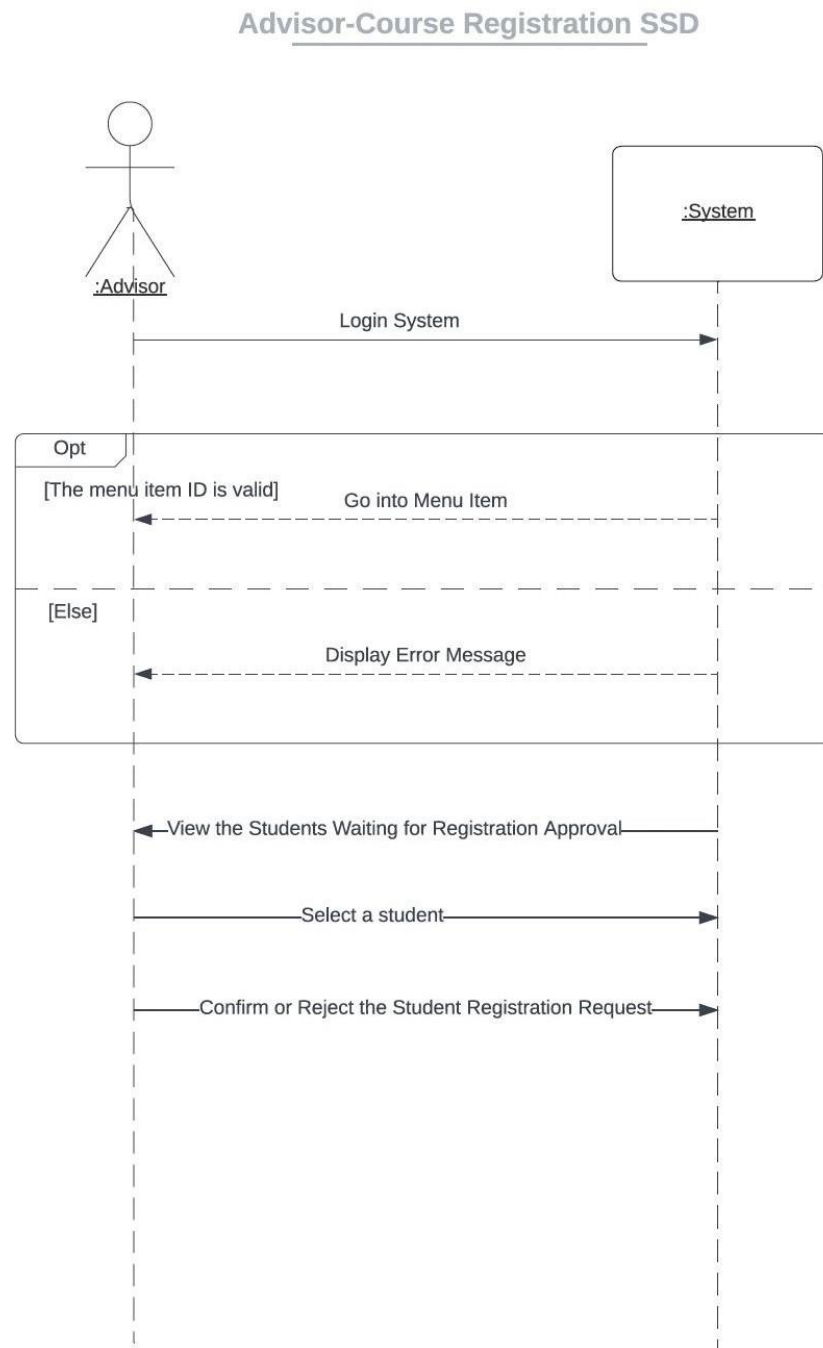 Advisor-Course Registration SSD
:System
:Advisor
Login System
Opt
[The menu item ID is valid]
Go into Menu Item
[Else]
Display Error Message
View the Students Waiting for Registration Approval
Select a student
Confirm or Reject the Student Registration Request